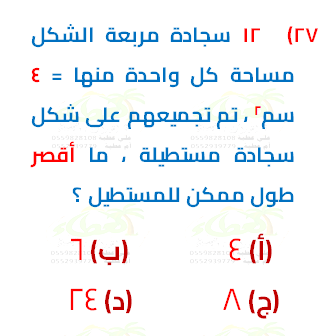 ٢٧) ١٢ سجادة مربعة الشكل
مساحة كل واحدة منها = ٤
سم٢ ، تم تجميعهم على شكل
سجادة مستطيلة ، ما أقصر
طول ممكن للمستطيل ؟
(أ) ٤ (ب) ٦
(ج) ٨ (د) ٢٤